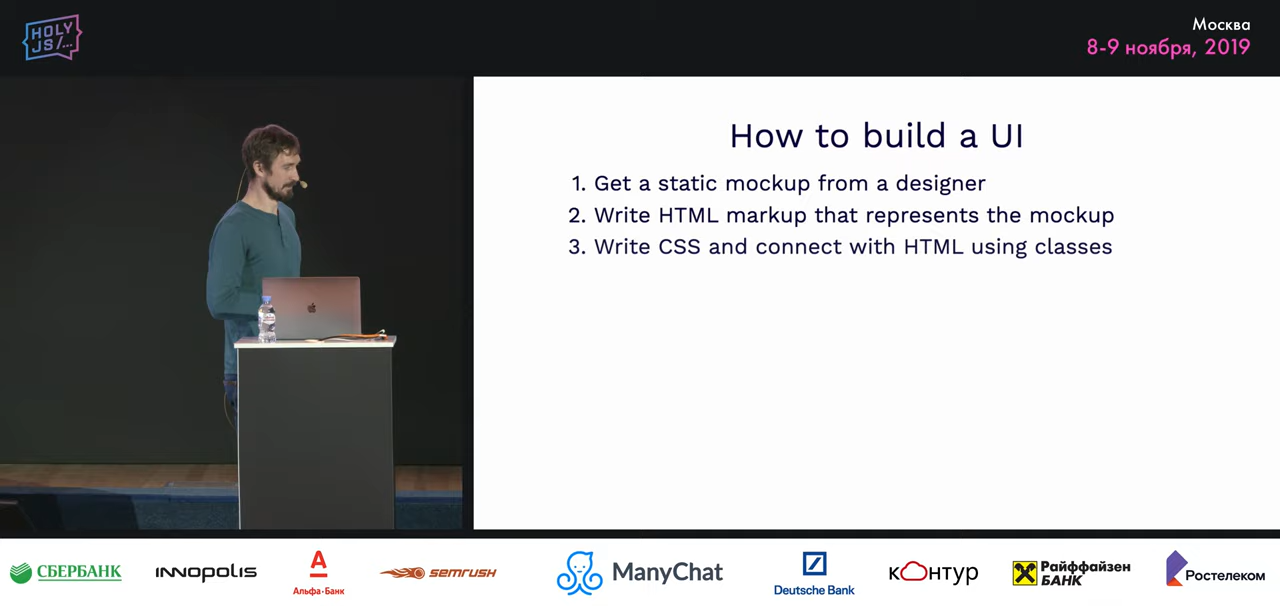 HOLY
JS/...
Москва
8-9 ноября, 2019
How to build a UI
1. Get a static mockup from a designer
2. Write HTML markup that represents the mockup
3. Write CSS and connect with HTML using classes
СБЕРБАНК
INNOPOLIS
А
Альфа·Банк
semrush
ManyChat
Deutsche Bank
кОнтур
Райффайзен
БАНК
Ростелеком